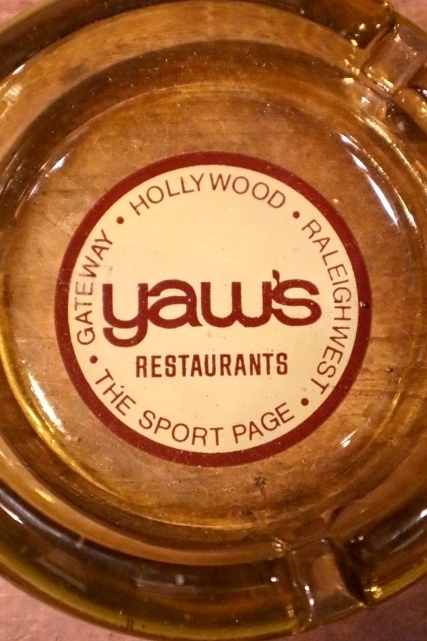 yaw's
RESTAURANTS
GATEWAY • HOLLYWOOD • RALEIGHWEST • THE SPORT PAGE •